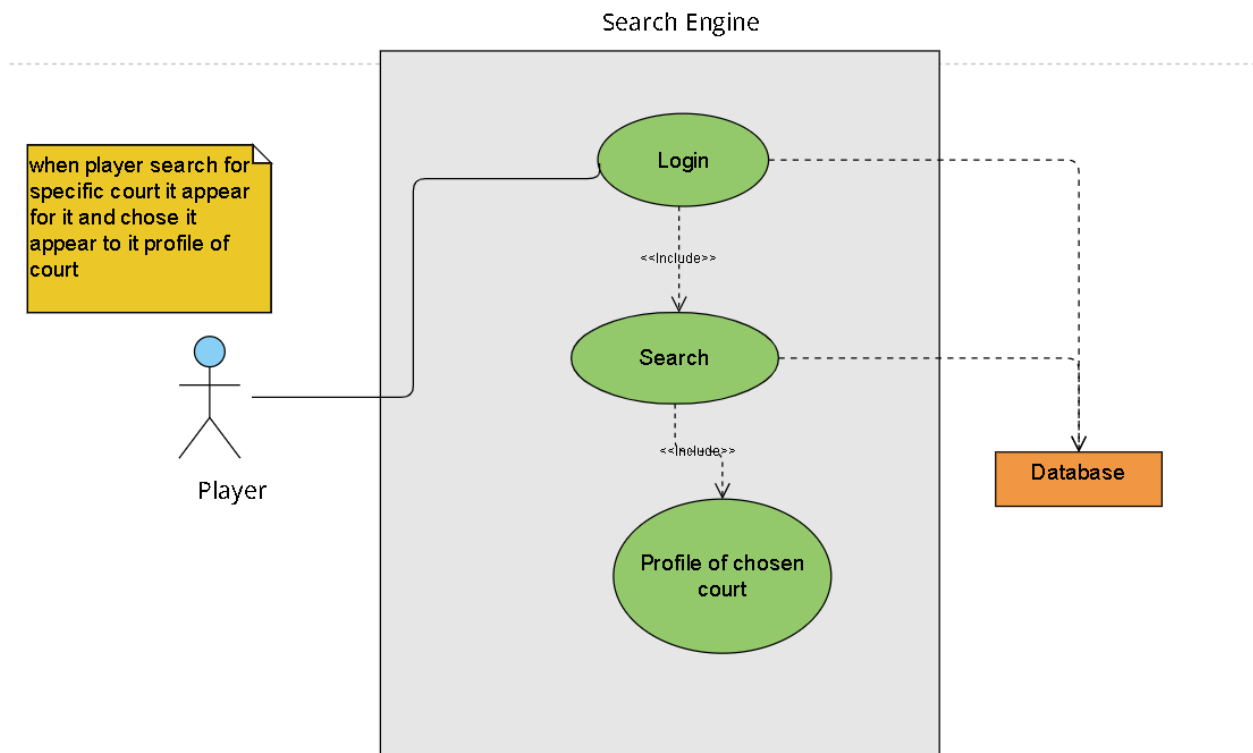 Search Engine
when player search for
specific court it appear
for it and chose it
appear to it profile of
court
Login
<<Include>>
Search
<<Include>>
Profile of chosen
court
Player
Database